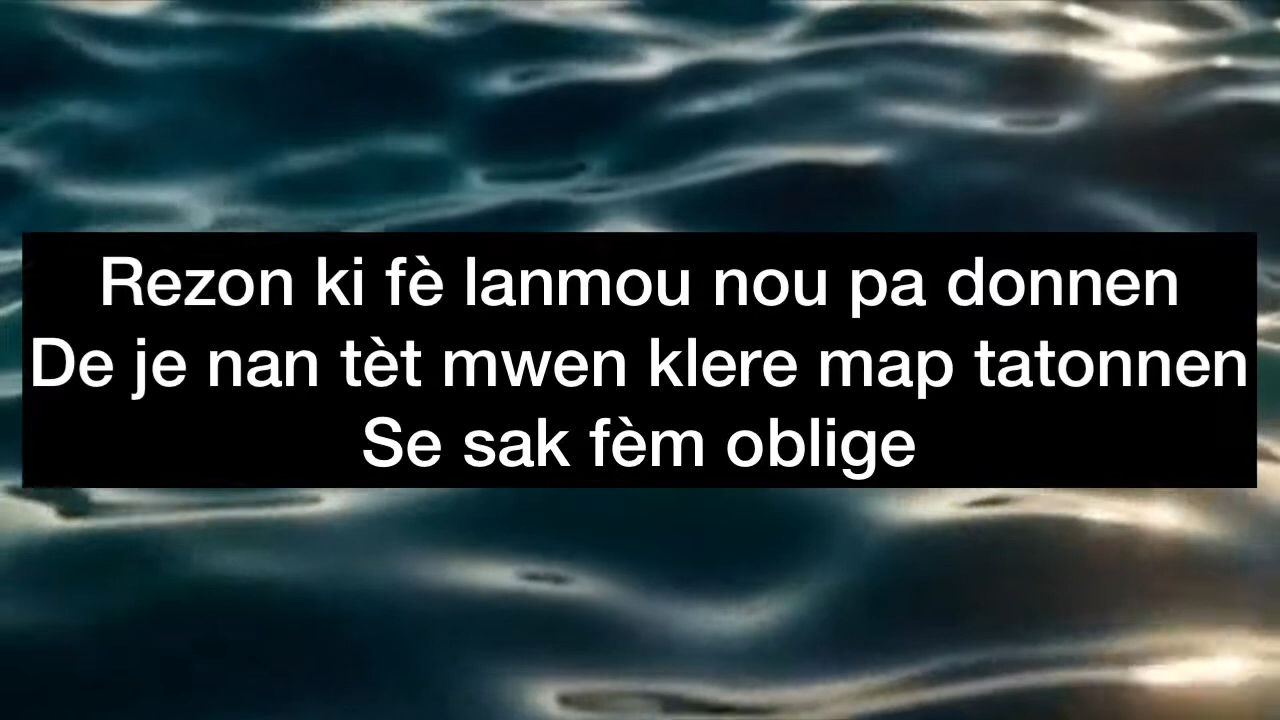 Rezon ki fè lanmou nou pa donnen
De je nan tèt mwen klere map tatonnen
Se sak fèm oblige